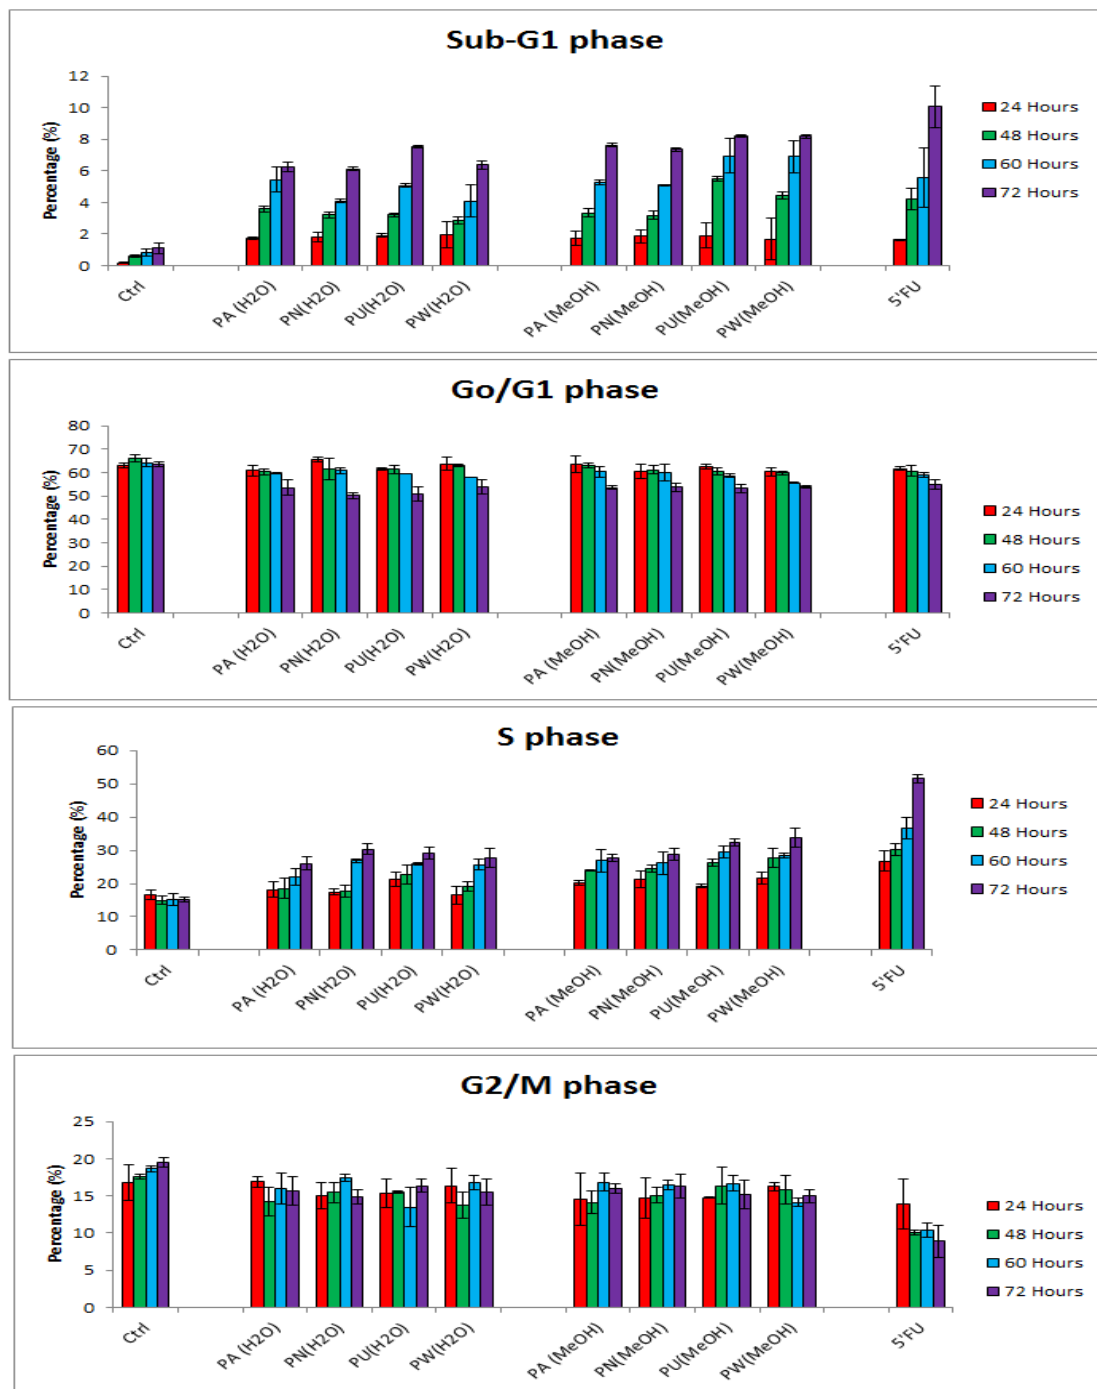 Sub-G1 phase
Percentage (%)
12
10
8
6
4
2
0
Ctrl
PA (H2O)
PN(H2O)
PU(H2O)
PW(H2O)
PA (MeOH)
PN(MeOH)
PU(MeOH)
PW(MeOH)
5'FU
24 Hours
48 Hours
60 Hours
72 Hours
Go/G1 phase
Percentage (%)
80
70
60
50
40
30
20
10
0
Ctrl
PA (H2O)
PN(H2O)
PU(H2O)
PW(H2O)
PA (MeOH)
PN(MeOH)
PU(MeOH)
PW(MeOH)
5'FU
24 Hours
48 Hours
60 Hours
72 Hours
S phase
Percentage (%)
60
50
40
30
20
10
0
Ctrl
PA (H2O)
PN(H2O)
PU(H2O)
PW(H2O)
PA (MeOH)
PN(MeOH)
PU(MeOH)
PW(MeOH)
5'FU
24 Hours
48 Hours
60 Hours
72 Hours
G2/M phase
Percentage (%)
25
20
15
10
5
0
Ctrl
PA (H2O)
PN(H2O)
PU(H2O)
PW(H2O)
PA (MeOH)
PN(MeOH)
PU(MeOH)
PW(MeOH)
5'FU
24 Hours
48 Hours
60 Hours
72 Hours